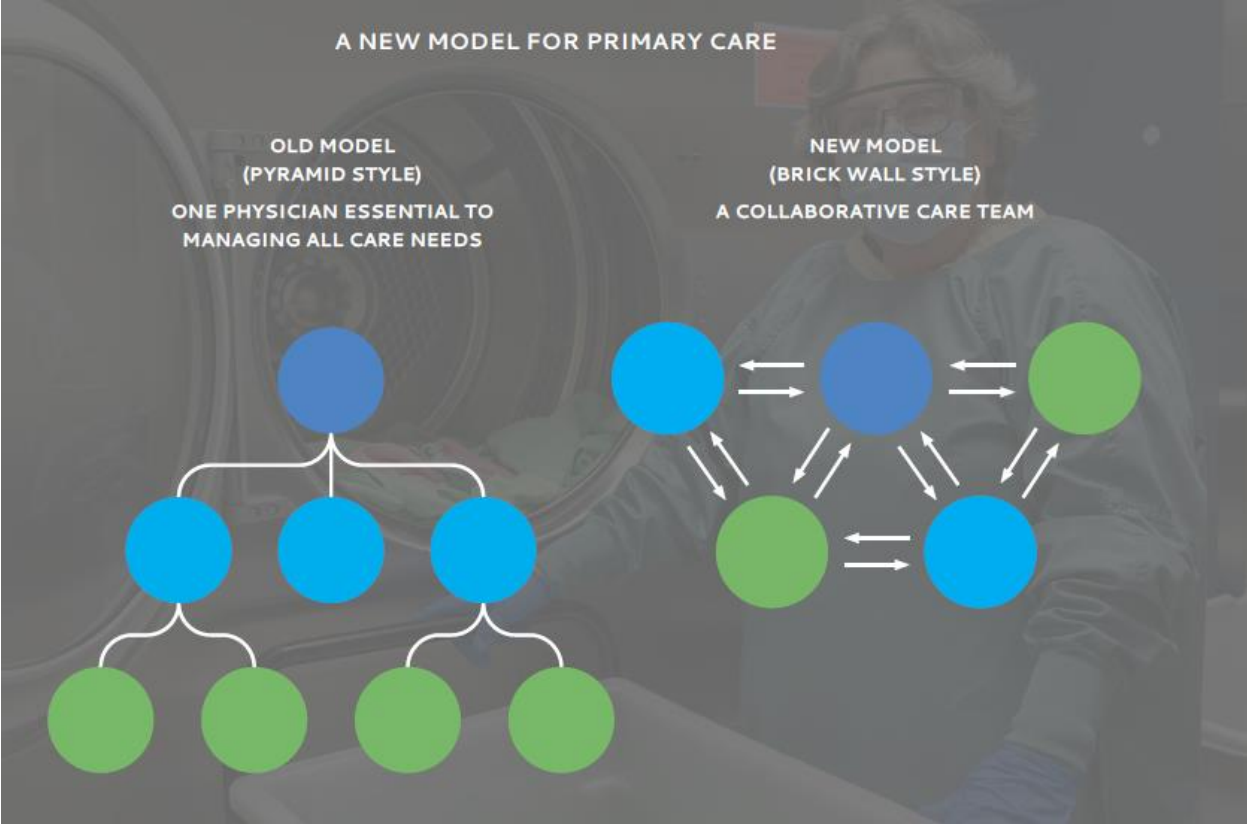 A NEW MODEL FOR PRIMARY CARE
OLD MODEL
(PYRAMID STYLE)
ONE PHYSICIAN ESSENTIAL TO
MANAGING ALL CARE NEEDS
NEW MODEL
(BRICK WALL STYLE)
A COLLABORATIVE CARE TEAM